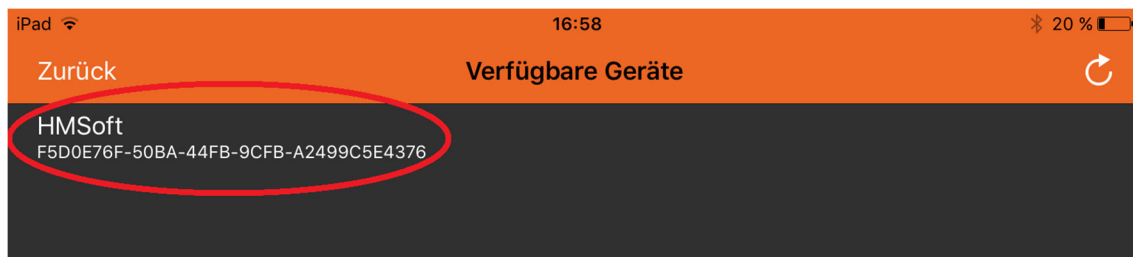 iPad 16:58 20 %
Zurück Verfügbare Geräte
HMSoft
F5D0E76F-50BA-44FB-9CFB-A2499C5E4376